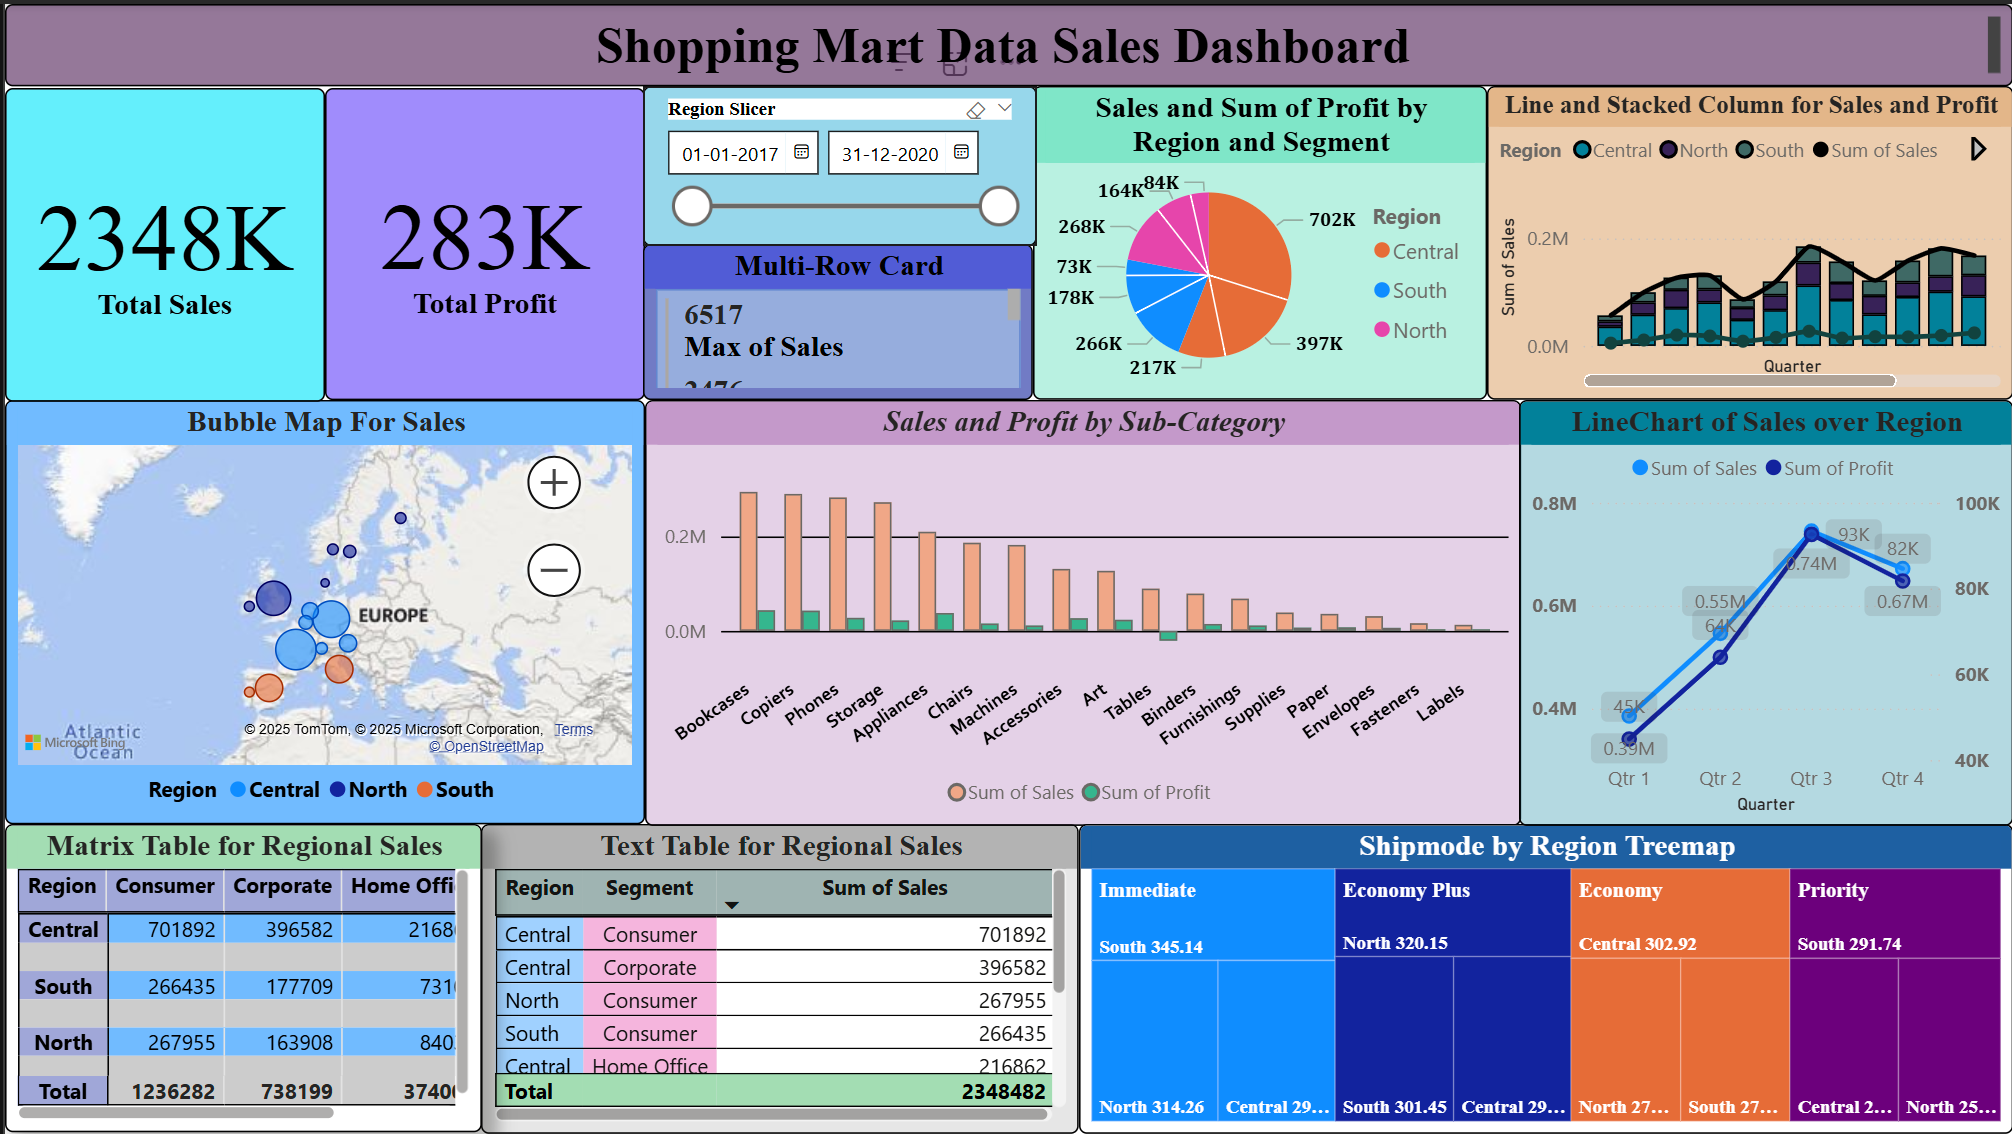 Shopping Mart Data Sales Dashboard
2348K
Total Sales
283K
Total Profit
Region Slicer
01-01-2017
31-12-2020
Multi-Row Card
6517
Max of Sales
Sales and Sum of Profit by
Region and Segment
702K
397K
217K
266K
178K
73K
268K
164K
84K
Region
Central
South
North
Line and Stacked Column for Sales and Profit
Region Central North South Sum of Sales
Sum of Sales
0.2M
0.0M
Quarter
Bubble Map For Sales
EUROPE
Atlantic
Ocean
Microsoft Bing
© 2025 TomTom, © 2025 Microsoft Corporation, Terms
© OpenStreetMap
Region Central North South
Sales and Profit by Sub-Category
0.2M
0.0M
Bookcases
Copiers
Phones
Storage
Appliances
Chairs
Machines
Accessories
Art
Tables
Binders
Furnishings
Supplies
Paper
Envelopes
Fasteners
Labels
Sum of Sales Sum of Profit
LineChart of Sales over Region
Sum of Sales Sum of Profit
0.8M
0.6M
0.4M
100K
80K
60K
40K
45K
0.39M
0.55M
64K
93K
0.74M
82K
0.67M
Qtr 1 Qtr 2 Qtr 3 Qtr 4
Quarter
Matrix Table for Regional Sales
Region Consumer Corporate Home Offi
Central 701892 396582 2168
South 266435 177709 731
North 267955 163908 840
Total 1236282 738199 3740
Text Table for Regional Sales
Region Segment Sum of Sales
Central Consumer 701892
Central Corporate 396582
North Consumer 267955
South Consumer 266435
Central Home Office 216862
Total 2348482
Shipmode by Region Treemap
Immediate
South 345.14
North 314.26
Central 29...
Economy Plus
North 320.15
South 301.45
Central 29...
Economy
Central 302.92
North 27...
South 27...
Priority
South 291.74
Central 2...
North 25...